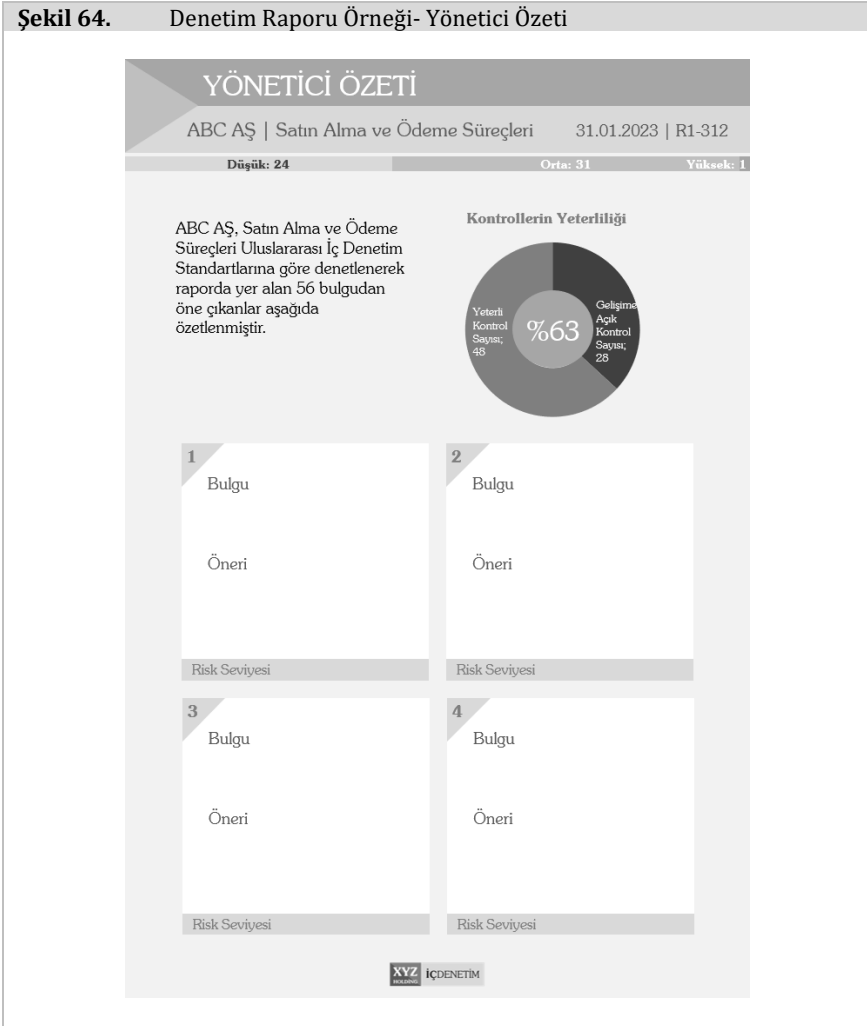 Şekil 64. Denetim Raporu Örneği- Yönetici Özeti
YÖNETİCİ ÖZETİ
ABC AŞ | Satın Alma ve Ödeme Süreçleri 31.01.2023 | R1-312
Düşük: 24 Orta: 31 Yüksek: 1
ABC AŞ, Satın Alma ve Ödeme
Süreçleri Uluslararası İç Denetim
Standartlarına göre denetlenerek
raporda yer alan 56 bulgudan
öne çıkanlar aşağıda
özetlenmiştir.
Kontrollerin Yeterliliği
Yeterli
Kontrol
Sayısı;
48
%63
Gelişime
Açık
Kontrol
Sayısı;
28
1
Bulgu
Öneri
Risk Seviyesi
2
Bulgu
Öneri
Risk Seviyesi
3
Bulgu
Öneri
Risk Seviyesi
4
Bulgu
Öneri
Risk Seviyesi
XYZ
HOLDING
İÇDENETİM